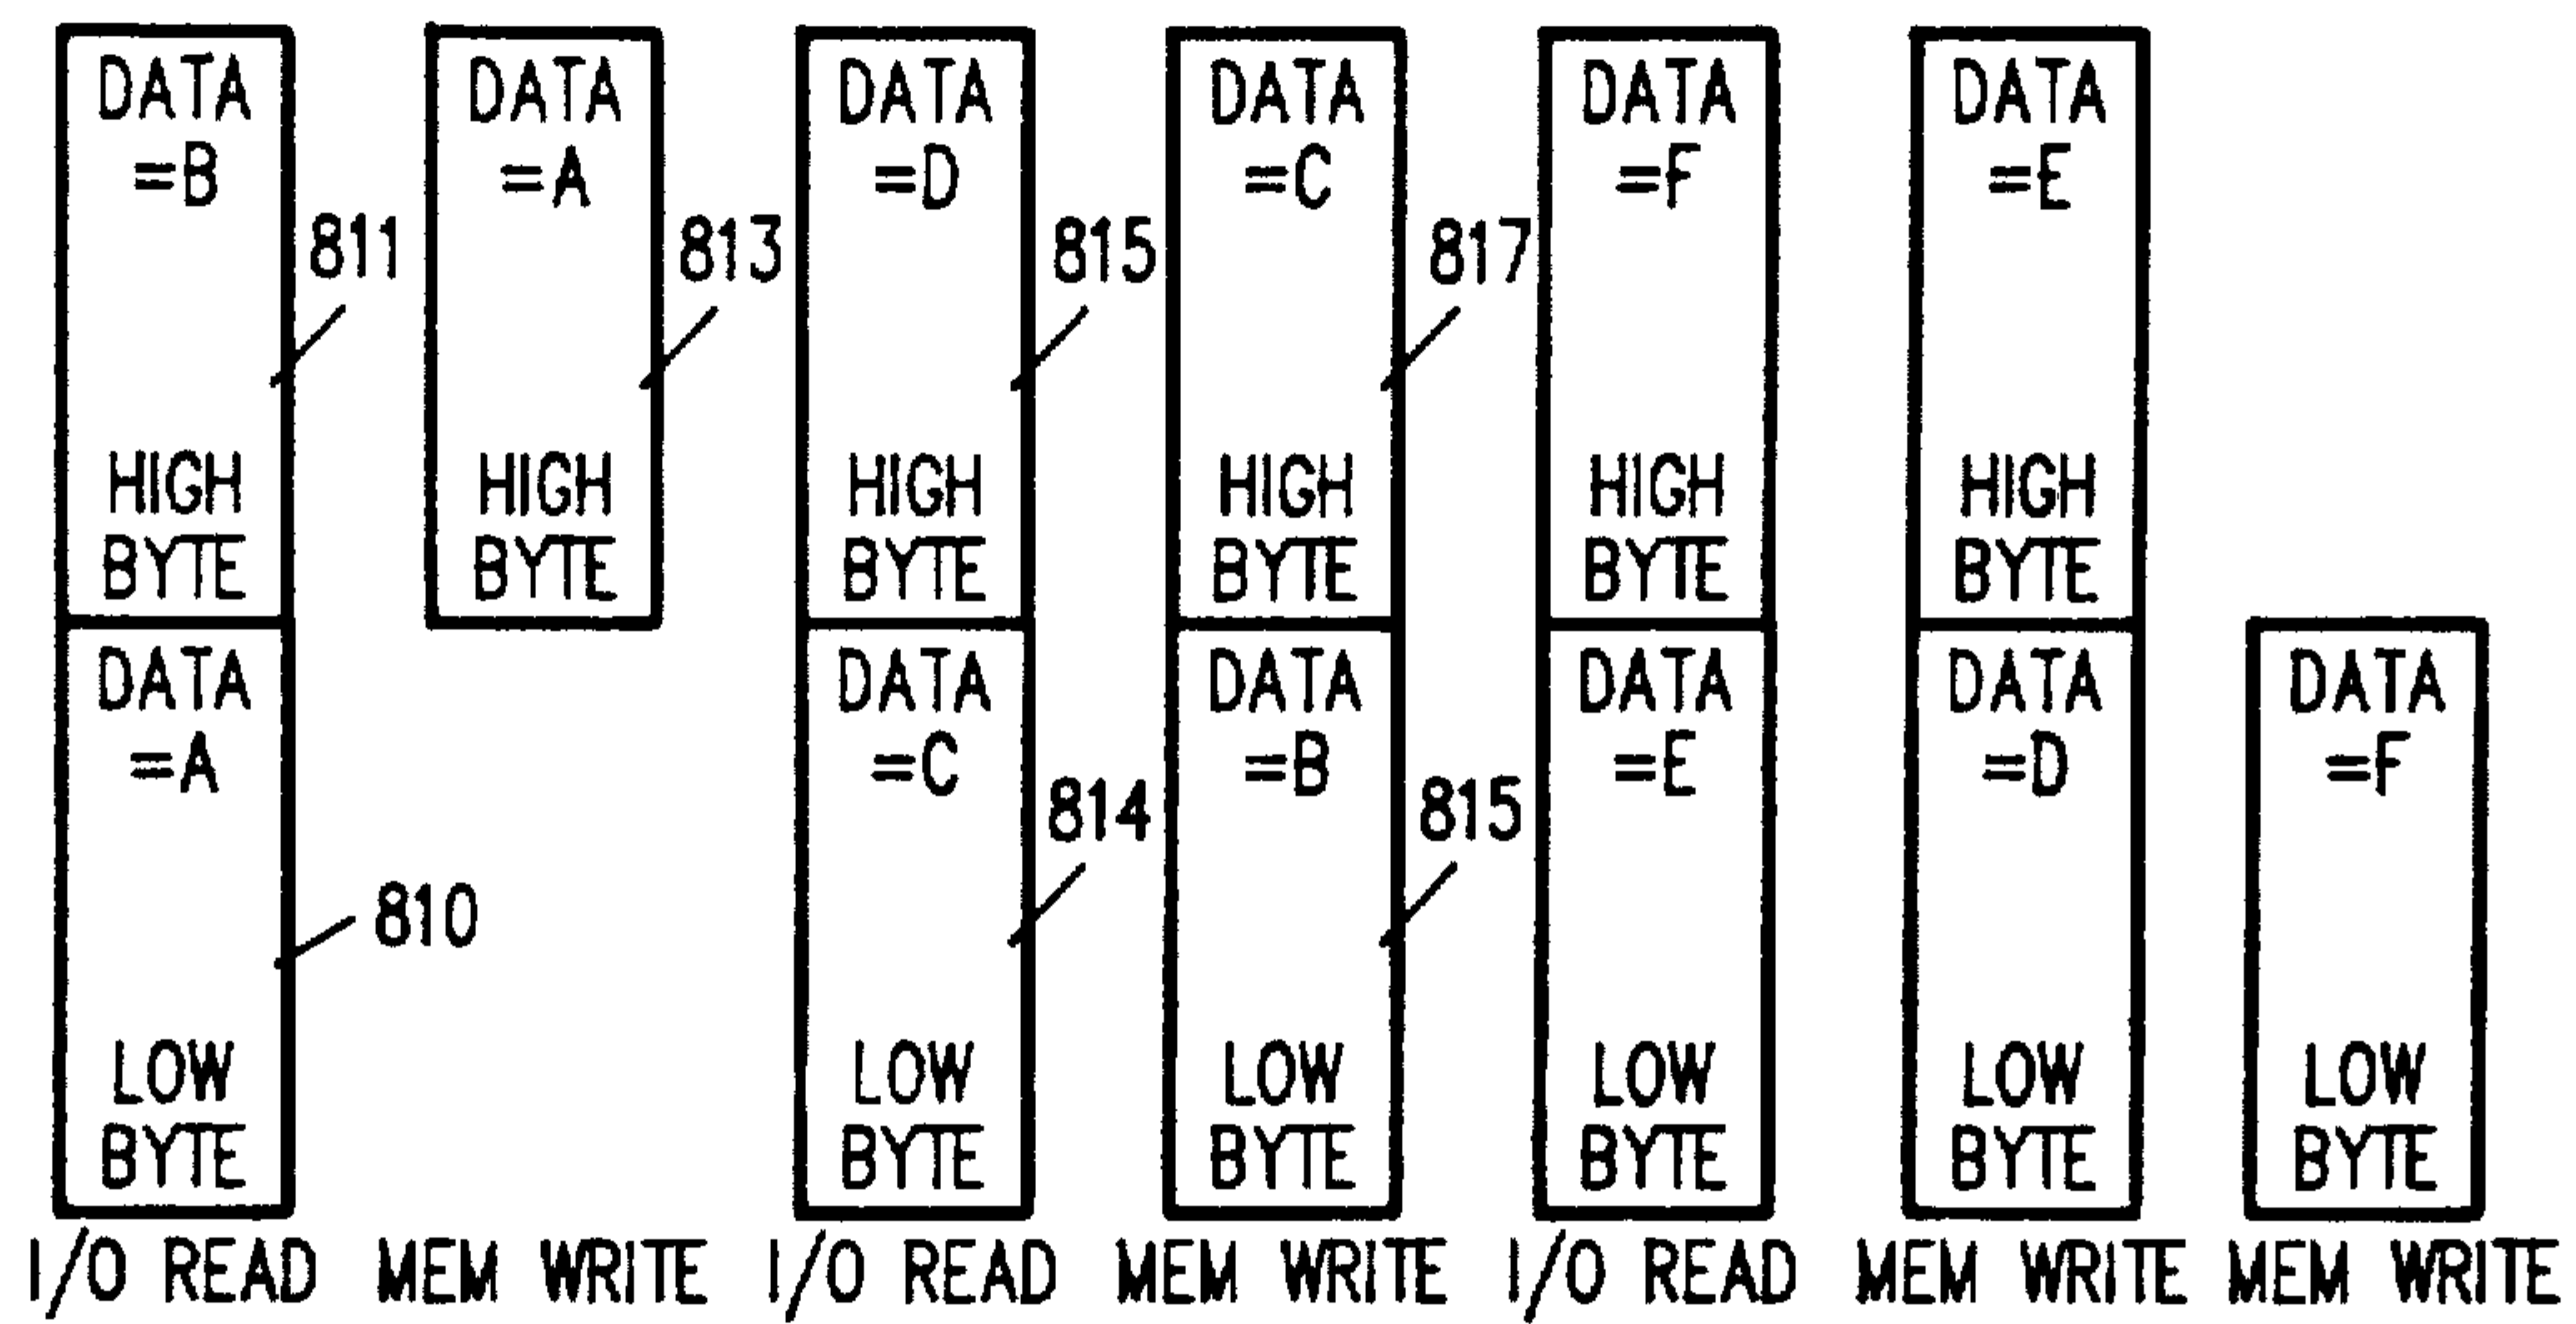 DATA
=B
HIGH
BYTE
811
DATA
=A
LOW
BYTE
810
I/O READ
DATA
=A
HIGH
BYTE
813
MEM WRITE
DATA
=D
HIGH
BYTE
815
DATA
=C
LOW
BYTE
814
I/O READ
DATA
=C
HIGH
BYTE
817
DATA
=B
LOW
BYTE
815
MEM WRITE
DATA
=F
HIGH
BYTE
DATA
=E
LOW
BYTE
I/O READ
DATA
=E
HIGH
BYTE
DATA
=D
LOW
BYTE
MEM WRITE
DATA
=F
LOW
BYTE
MEM WRITE